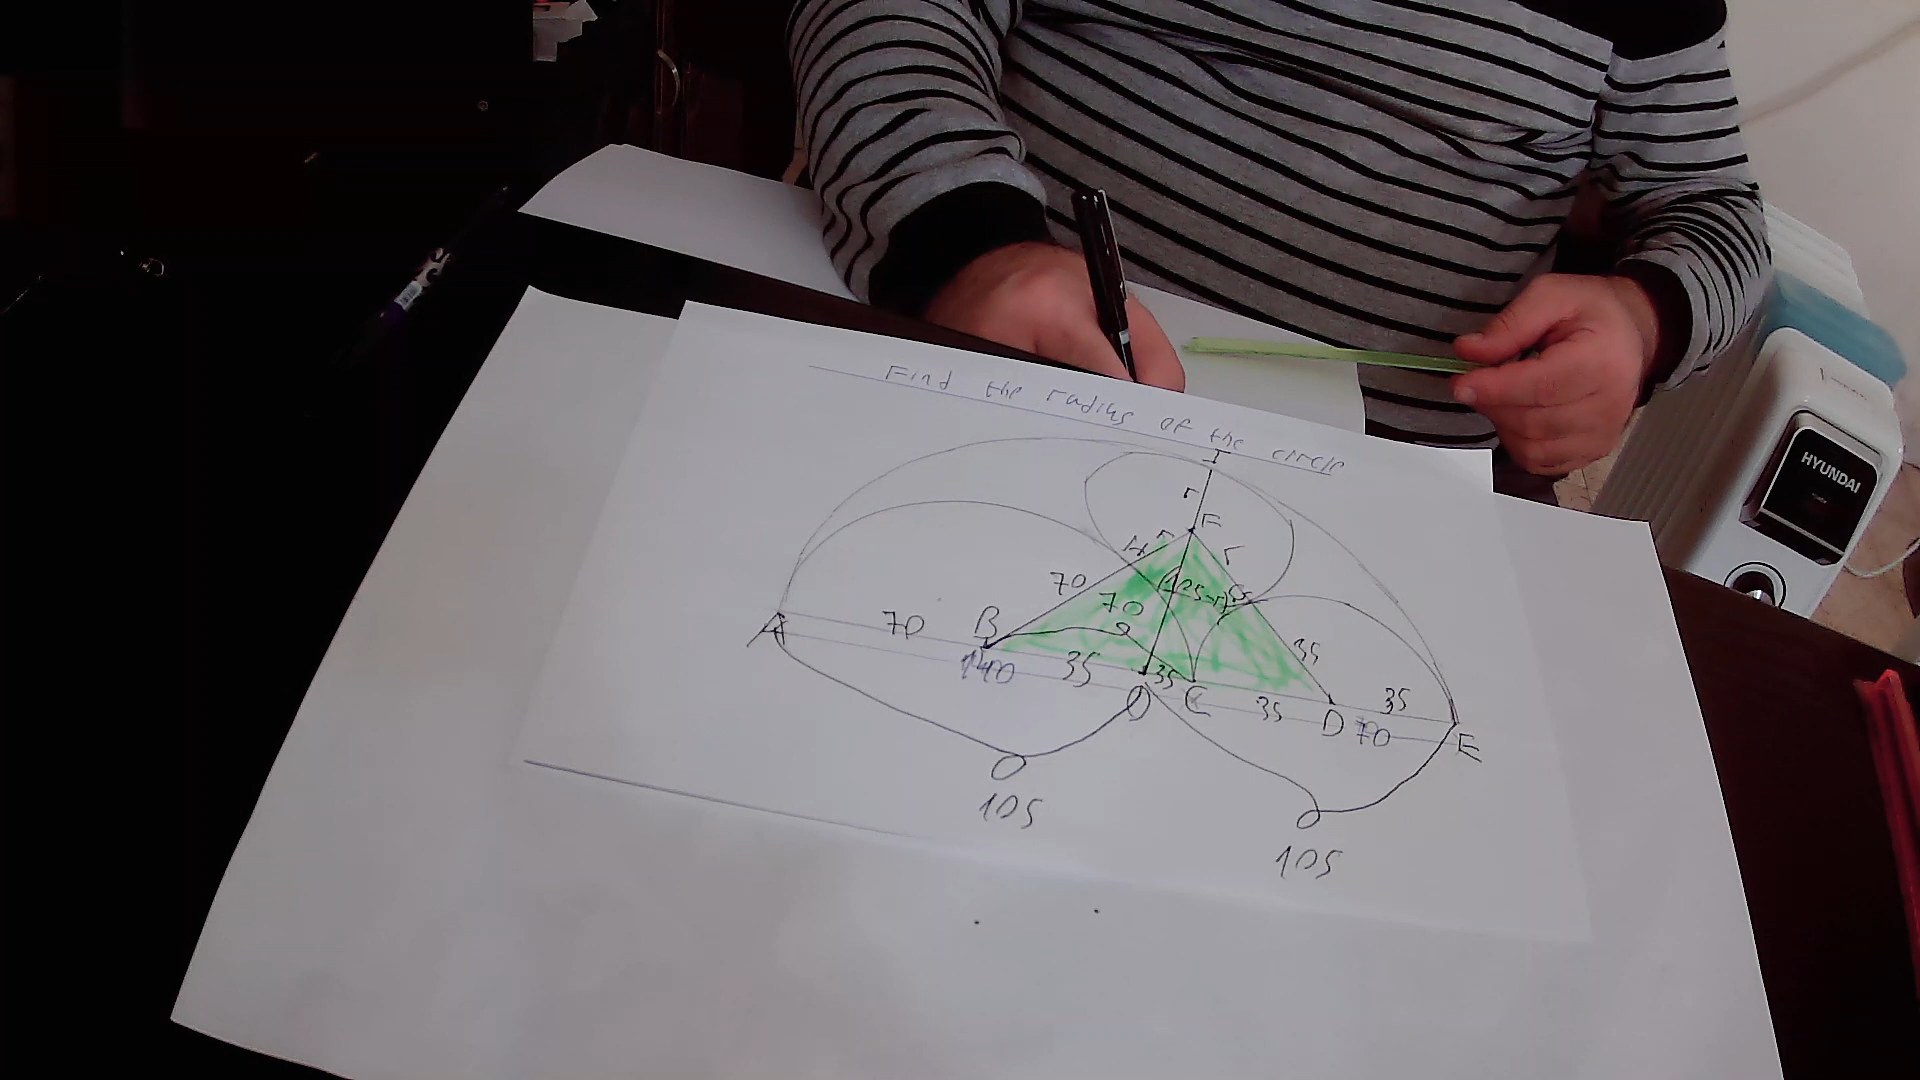 Find the radius of the circle
I
r
F
H r r
70 (105-r) G
70
A 70 B 35
140 35 35 O C 35 D 70 E
35
105
105
HYUNDAI